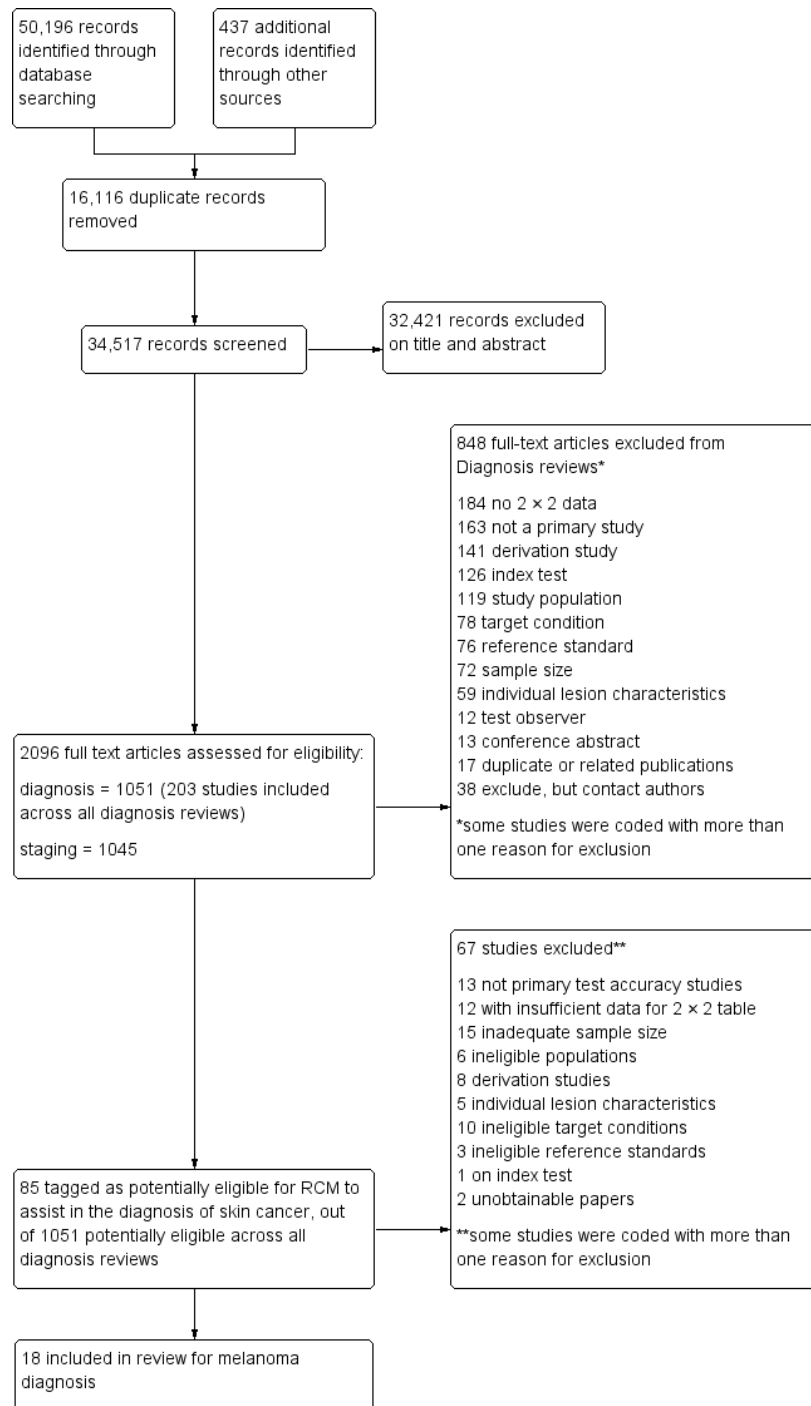 50,196 records
identified through
database
searching
437 additional
records identified
through other
sources
16,116 duplicate records
removed
34,517 records screened
32,421 records excluded
on title and abstract
848 full-text articles excluded from
Diagnosis reviews*
184 no 2 × 2 data
163 not a primary study
141 derivation study
126 index test
119 study population
78 target condition
76 reference standard
72 sample size
59 individual lesion characteristics
12 test observer
13 conference abstract
17 duplicate or related publications
38 exclude, but contact authors
*some studies were coded with more than
one reason for exclusion
2096 full text articles assessed for eligibility:
diagnosis = 1051 (203 studies included
across all diagnosis reviews)
staging = 1045
67 studies excluded**
13 not primary test accuracy studies
12 with insufficient data for 2 × 2 table
15 inadequate sample size
6 ineligible populations
8 derivation studies
5 individual lesion characteristics
10 ineligible target conditions
3 ineligible reference standards
1 on index test
2 unobtainable papers
**some studies were coded with more than
one reason for exclusion
85 tagged as potentially eligible for RCM to
assist in the diagnosis of skin cancer, out
of 1051 potentially eligible across all
diagnosis reviews
18 included in review for melanoma
diagnosis